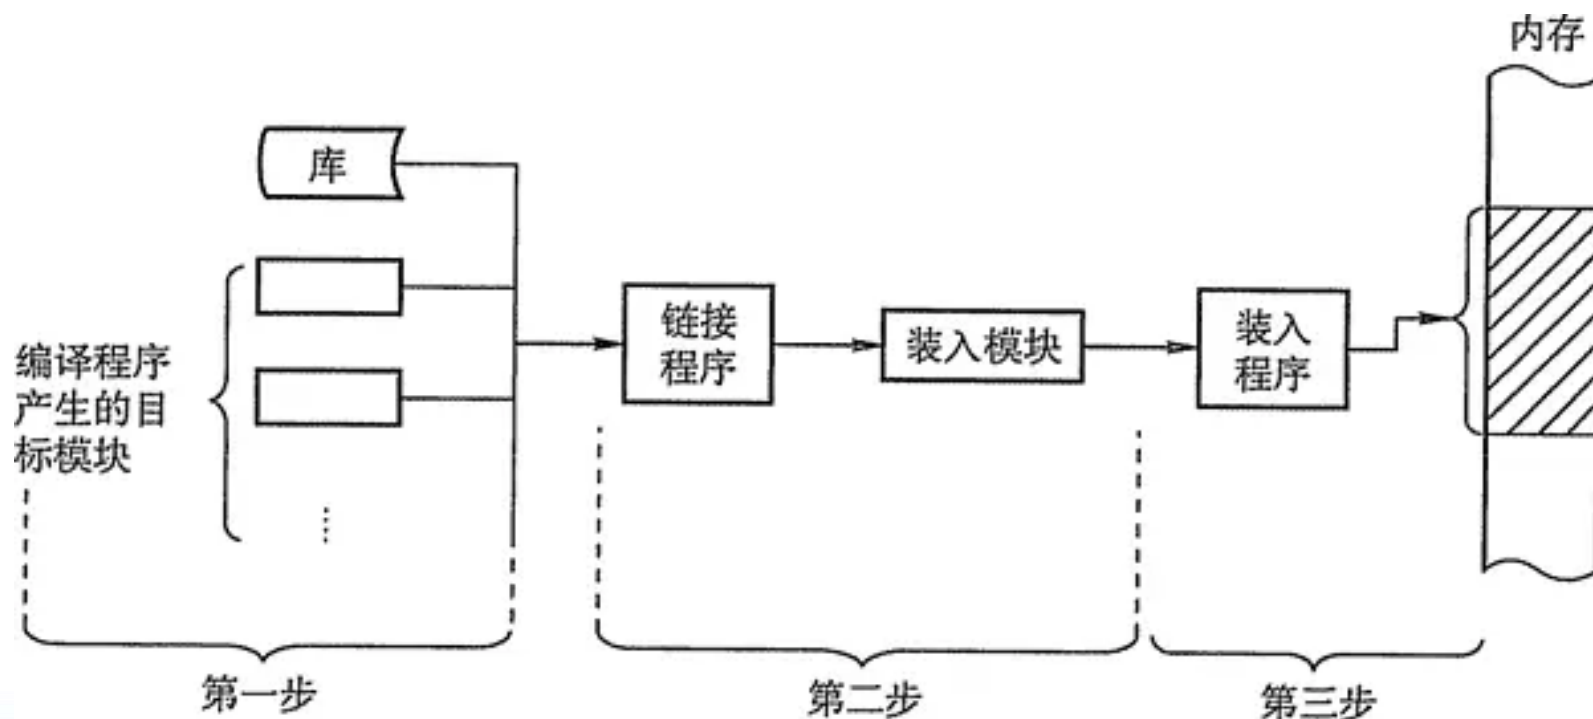 内存
库
编译程序
产生的目
标模块
链接
程序
装入模块
装入
程序
第一步
第二步
第三步